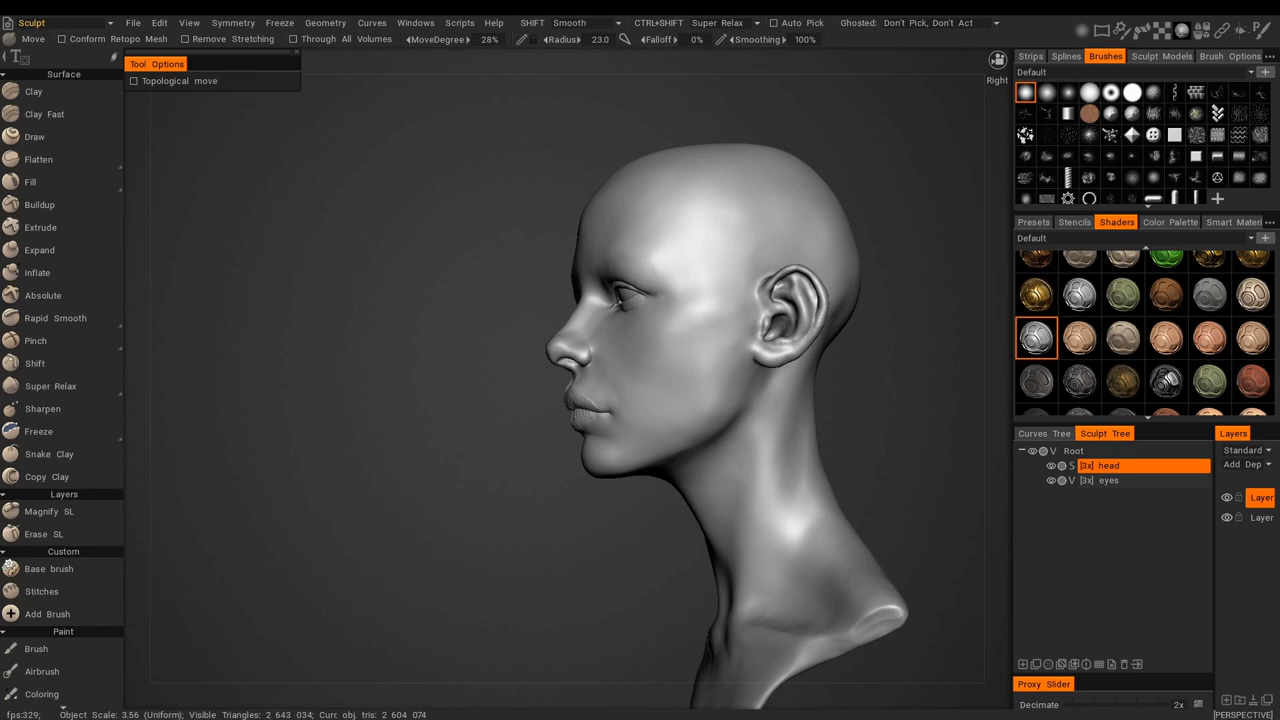 Sculpt File Edit View Symmetry Freeze Geometry Curves Windows Scripts Help SHIFT Smooth CTRL+SHIFT Super Relax Auto Pick Ghosted: Don't Pick, Don't Act
Move Conform Retopo Mesh Remove Stretching Through All Volumes MoveDegree 28% Radius 23.0 Falloff 0% Smoothing 100%
Tool Options
Topological move
Right
Surface
Clay
Clay Fast
Draw
Flatten
Fill
Buildup
Extrude
Expand
Inflate
Absolute
Rapid Smooth
Pinch
Shift
Super Relax
Sharpen
Freeze
Snake Clay
Copy Clay
Layers
Magnify SL
Erase SL
Custom
Base brush
Stitches
Add Brush
Paint
Brush
Airbrush
Coloring
Strips Splines Brushes Sculpt Models Brush Options
Default
Presets Stencils Shaders Color Palette Smart Materi
Default
Curves Tree Sculpt Tree
V Root
S [3x] head
V [3x] eyes
Layers
Standard
Add Dep
Layer
Layer
Proxy Slider
Decimate 2x
fps:329; Object Scale: 3.56 (Uniform); Visible Triangles: 2 643 034; Curr. obj. tris: 2 604 074 [PERSPECTIVE]